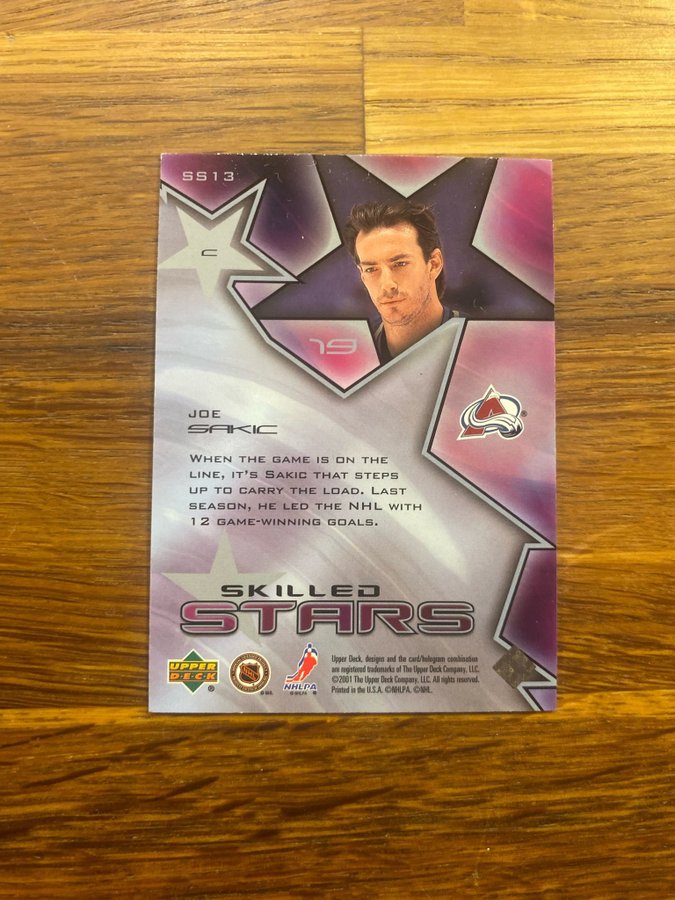 SS13
C
19
JOE
SAKIC
WHEN THE GAME IS ON THE
LINE, IT'S SAKIC THAT STEPS
UP TO CARRY THE LOAD. LAST
SEASON, HE LED THE NHL WITH
12 GAME-WINNING GOALS.
SKILLED
STARS
UPPER
DECK
®
NHL
NHLPA
Upper Deck, designs and the card/hologram combination
are registered trademarks of The Upper Deck Company, LLC.
©2001 The Upper Deck Company, LLC. All rights reserved.
Printed in the U.S.A. ©NHLPA. ©NHL.